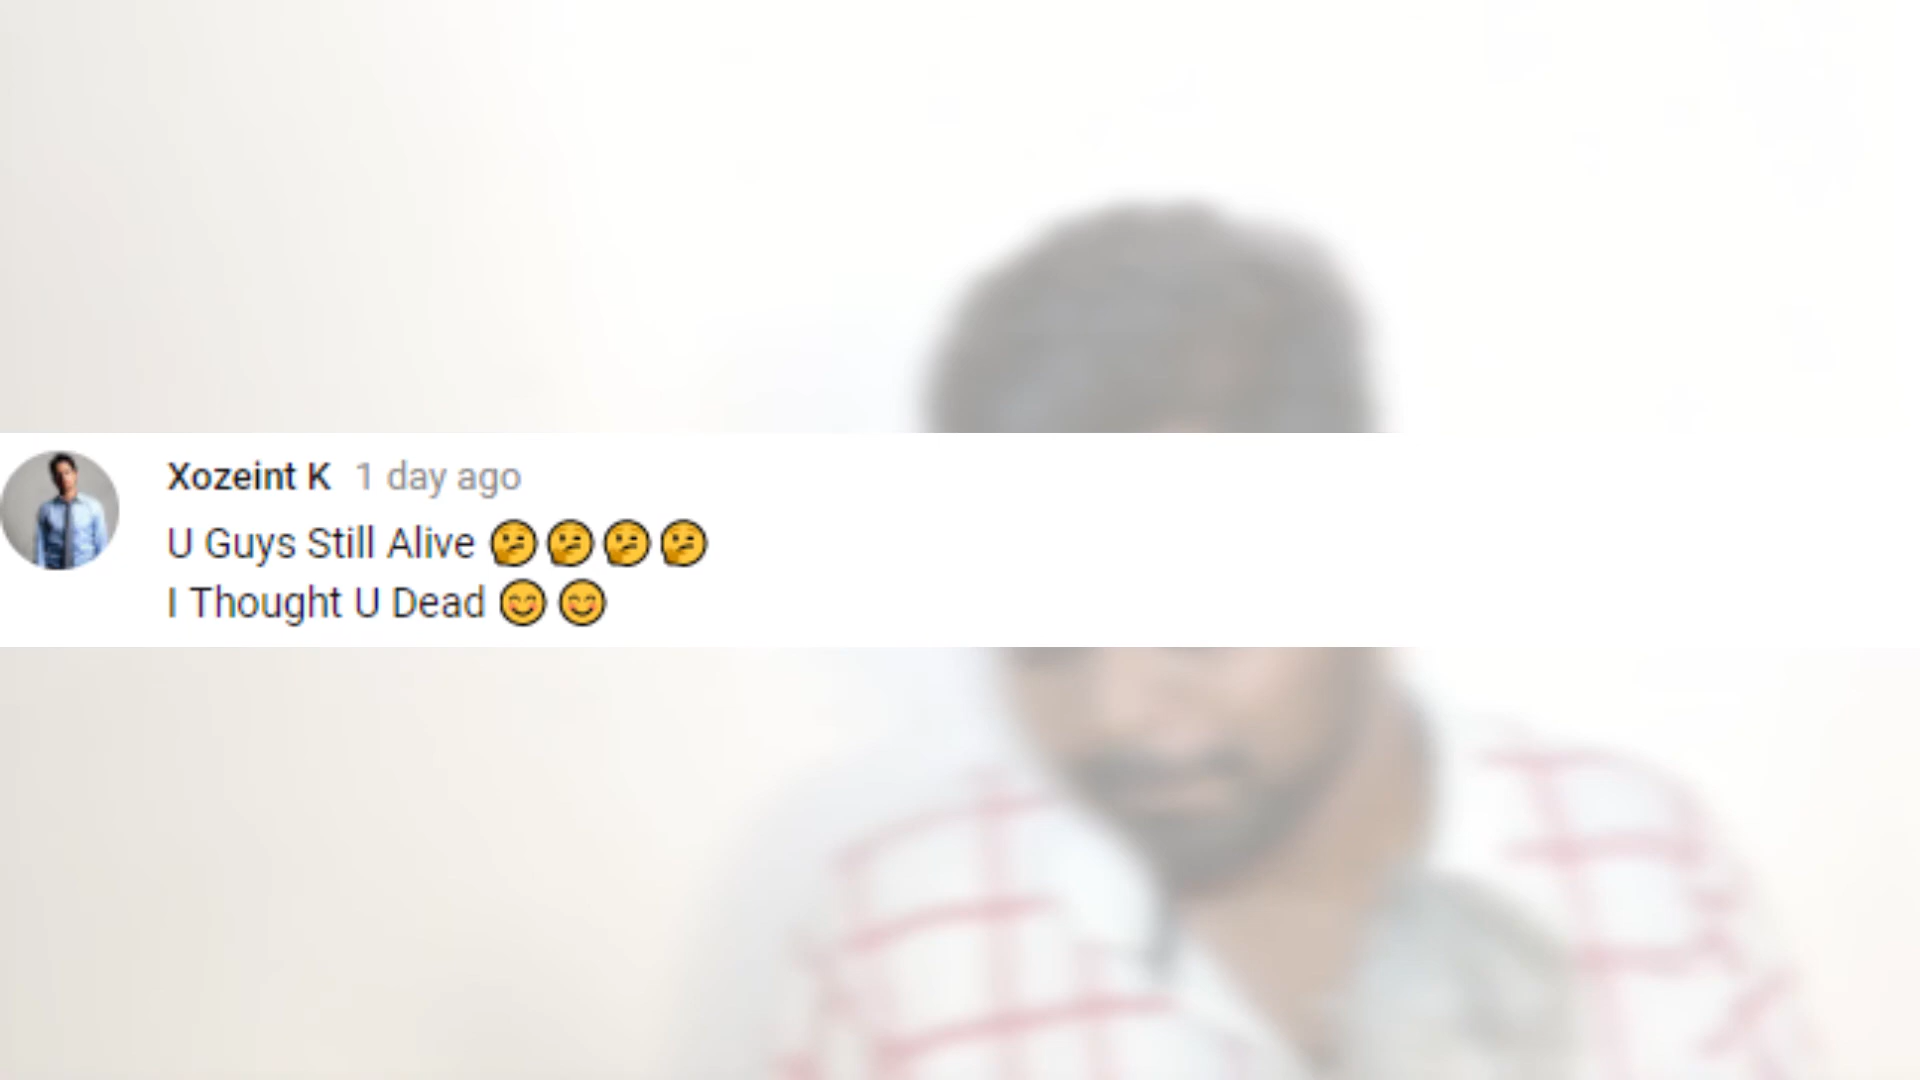 Xozeint K 1 day ago
U Guys Still Alive 🤔🤔🤔🤔
I Thought U Dead 😊😊